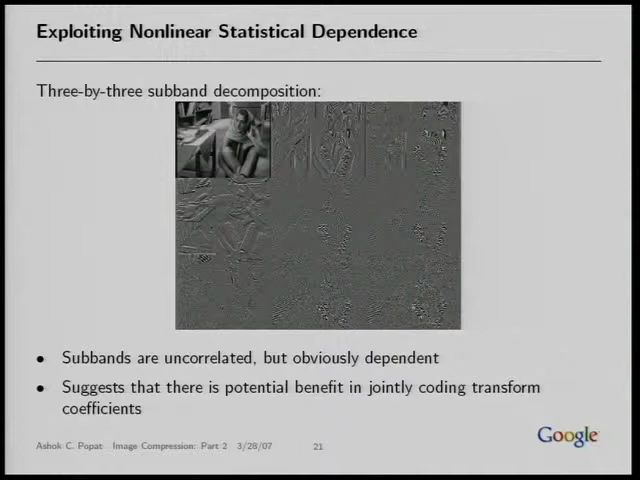 Exploiting Nonlinear Statistical Dependence
Three-by-three subband decomposition:
• Subbands are uncorrelated, but obviously dependent
• Suggests that there is potential benefit in jointly coding transform
coefficients
Ashok C. Popat Image Compression: Part 2 3/28/07 21
Google